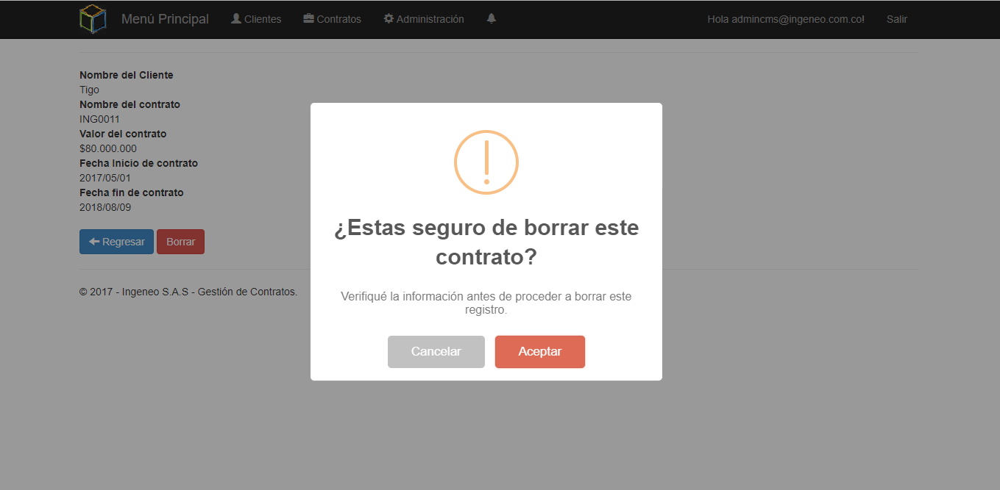 Menú Principal Clientes Contratos Administración Hola admincms@ingeneo.com.co! Salir
Nombre del Cliente
Tigo
Nombre del contrato
ING0011
Valor del contrato
$80.000.000
Fecha Inicio de contrato
2017/05/01
Fecha fin de contrato
2018/08/09
Regresar Borrar
© 2017 - Ingeneo S.A.S - Gestión de Contratos.
¿Estas seguro de borrar este
contrato?
Verifiqué la información antes de proceder a borrar este
registro.
Cancelar Aceptar